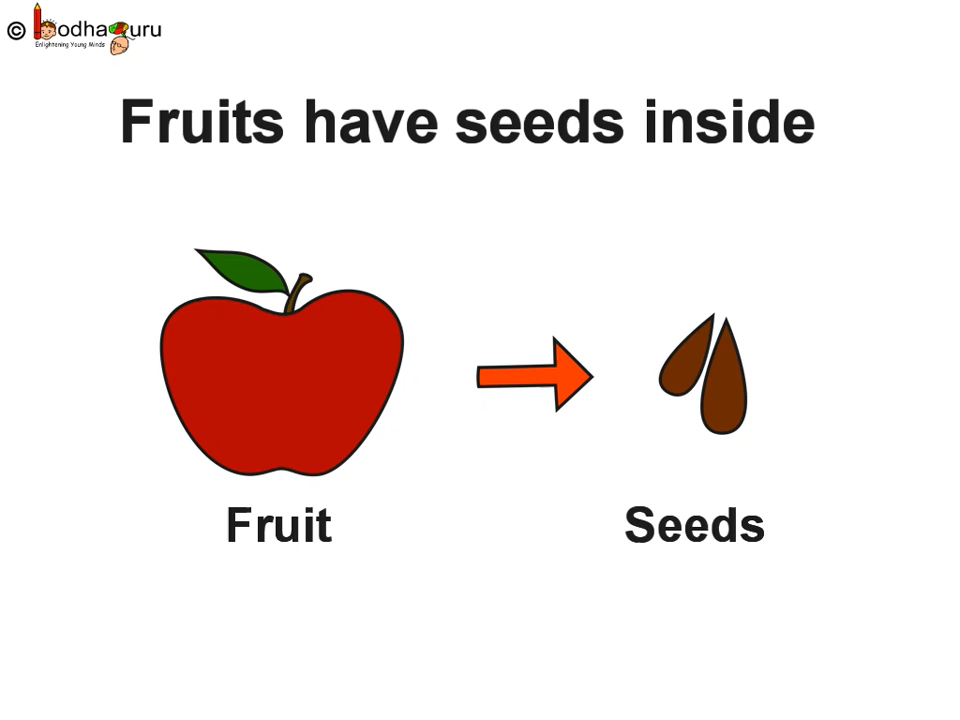 © BodhaGuru
Enlightening Young Minds
Fruits have seeds inside
Fruit
Seeds